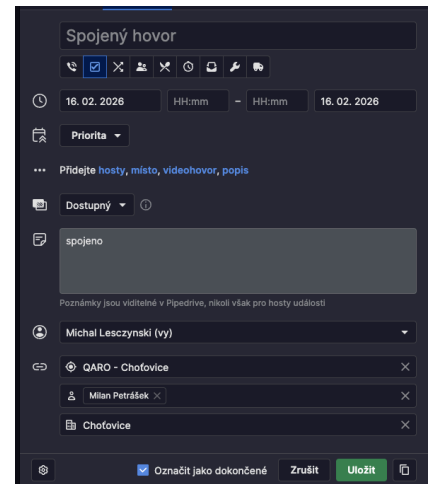 Spojený hovor
16. 02. 2026 HH:mm – HH:mm 16. 02. 2026
Priorita
Přidejte hosty, místo, videohovor, popis
Dostupný
spojeno
Poznámky jsou viditelné v Pipedrive, nikoli však pro hosty události
Michal Lesczynski (vy)
QARO - Choťovice
Milan Petrášek
Choťovice
Označit jako dokončené Zrušit Uložit